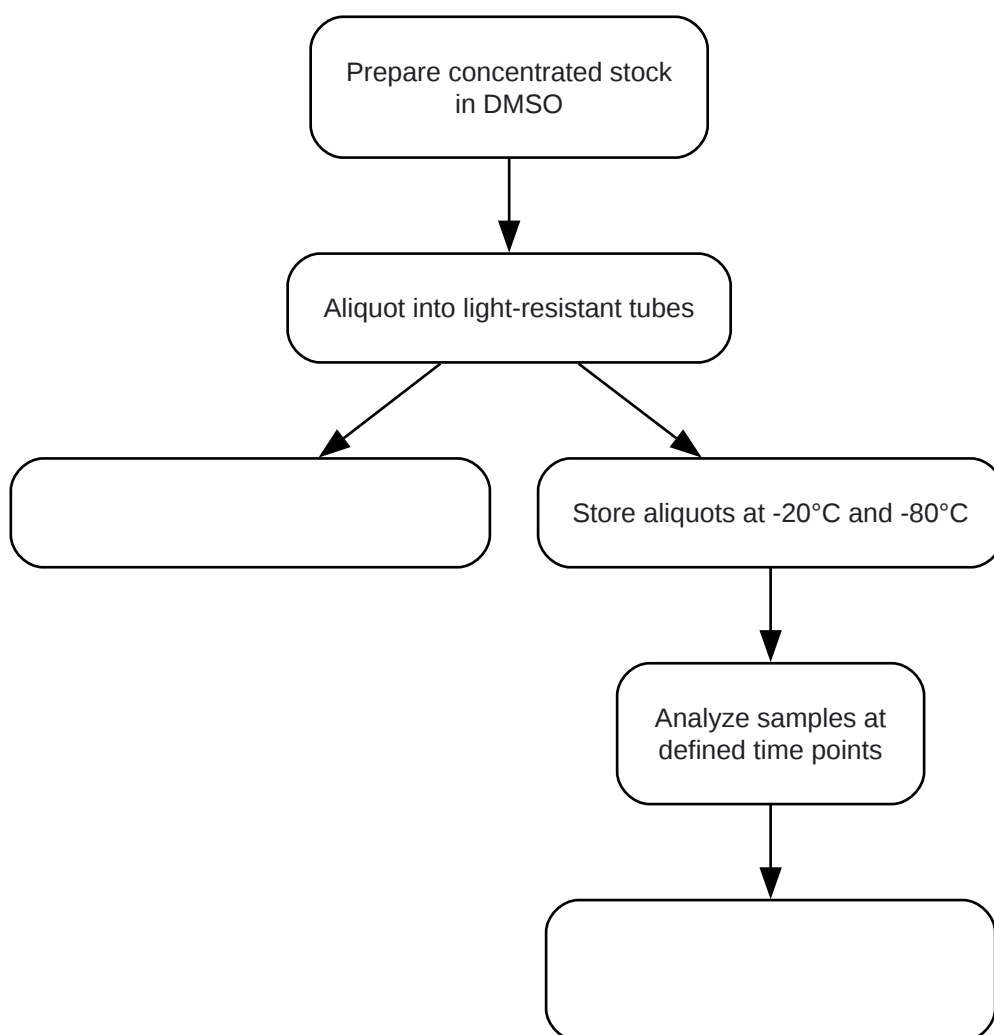 Prepare concentrated stock
in DMSO
Aliquot into light-resistant tubes
Store aliquots at -20°C and -80°C
Analyze samples at
defined time points